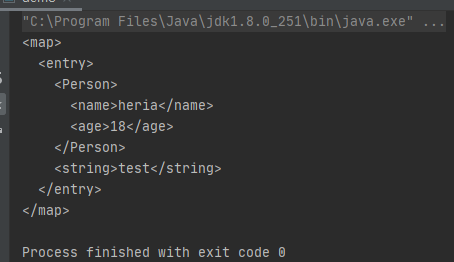 "C:\Program Files\Java\jdk1.8.0_251\bin\java.exe" ...
<map>
  <entry>
    <Person>
      <name>heria</name>
      <age>18</age>
    </Person>
    <string>test</string>
  </entry>
</map>

Process finished with exit code 0